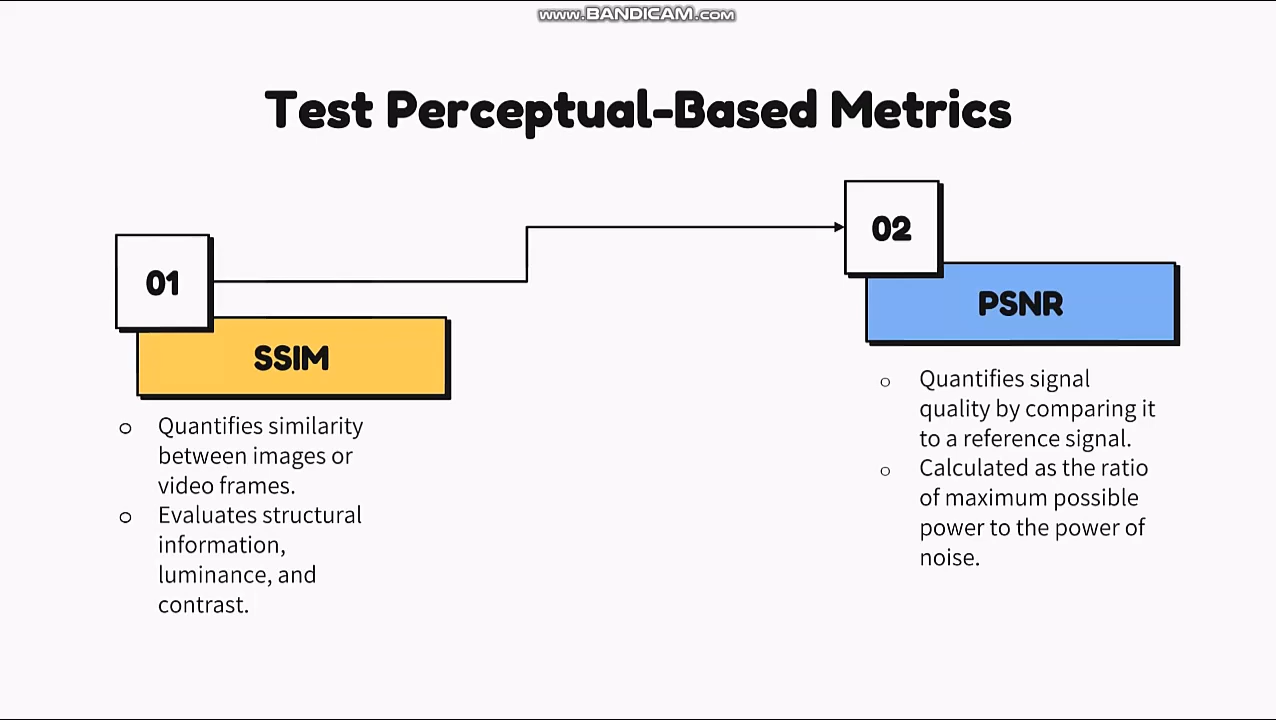 www.BANDICAM.com
Test Perceptual-Based Metrics
01
SSIM
o Quantifies similarity
between images or
video frames.
o Evaluates structural
information,
luminance, and
contrast.
02
PSNR
o Quantifies signal
quality by comparing it
to a reference signal.
o Calculated as the ratio
of maximum possible
power to the power of
noise.